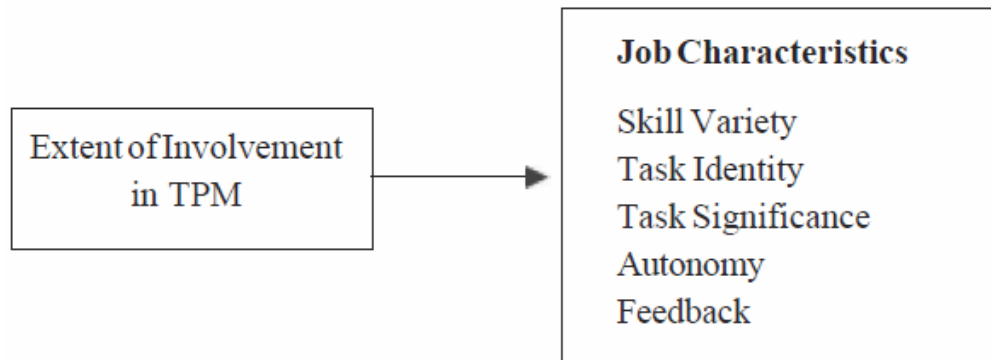 Extent of Involvement
in TPM
Job Characteristics
Skill Variety
Task Identity
Task Significance
Autonomy
Feedback